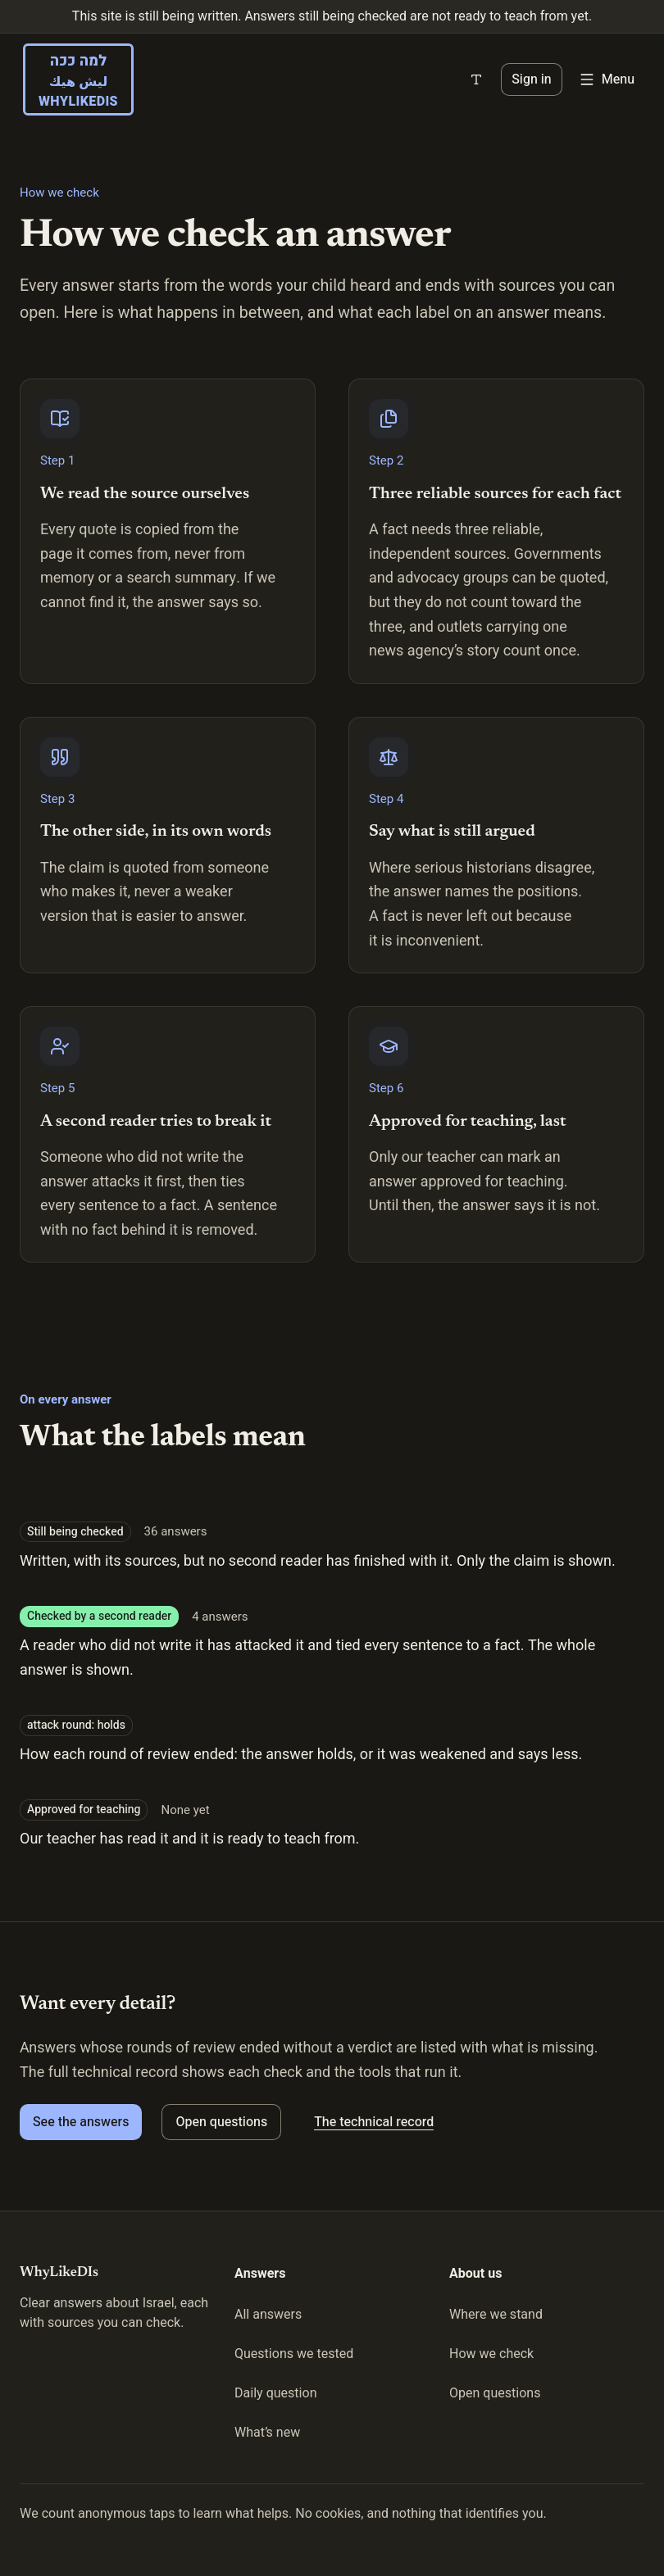 This site is still being written. Answers still being checked are not ready to teach from yet.
למה ככה
ليش هيك
WHYLIKEDIS
Sign in
Menu
How we check
How we check an answer
Every answer starts from the words your child heard and ends with sources you can
open. Here is what happens in between, and what each label on an answer means.
Step 1
We read the source ourselves
Every quote is copied from the
page it comes from, never from
memory or a search summary. If we
cannot find it, the answer says so.
Step 2
Three reliable sources for each fact
A fact needs three reliable,
independent sources. Governments
and advocacy groups can be quoted,
but they do not count toward the
three, and outlets carrying one
news agency’s story count once.
Step 3
The other side, in its own words
The claim is quoted from someone
who makes it, never a weaker
version that is easier to answer.
Step 4
Say what is still argued
Where serious historians disagree,
the answer names the positions.
A fact is never left out because
it is inconvenient.
Step 5
A second reader tries to break it
Someone who did not write the
answer attacks it first, then ties
every sentence to a fact. A sentence
with no fact behind it is removed.
Step 6
Approved for teaching, last
Only our teacher can mark an
answer approved for teaching.
Until then, the answer says it is not.
On every answer
What the labels mean
Still being checked 36 answers
Written, with its sources, but no second reader has finished with it. Only the claim is shown.
Checked by a second reader 4 answers
A reader who did not write it has attacked it and tied every sentence to a fact. The whole
answer is shown.
attack round: holds
How each round of review ended: the answer holds, or it was weakened and says less.
Approved for teaching None yet
Our teacher has read it and it is ready to teach from.
Want every detail?
Answers whose rounds of review ended without a verdict are listed with what is missing.
The full technical record shows each check and the tools that run it.
See the answers
Open questions
The technical record
WhyLikeDIs
Clear answers about Israel, each
with sources you can check.
Answers
All answers
Questions we tested
Daily question
What’s new
About us
Where we stand
How we check
Open questions
We count anonymous taps to learn what helps. No cookies, and nothing that identifies you.